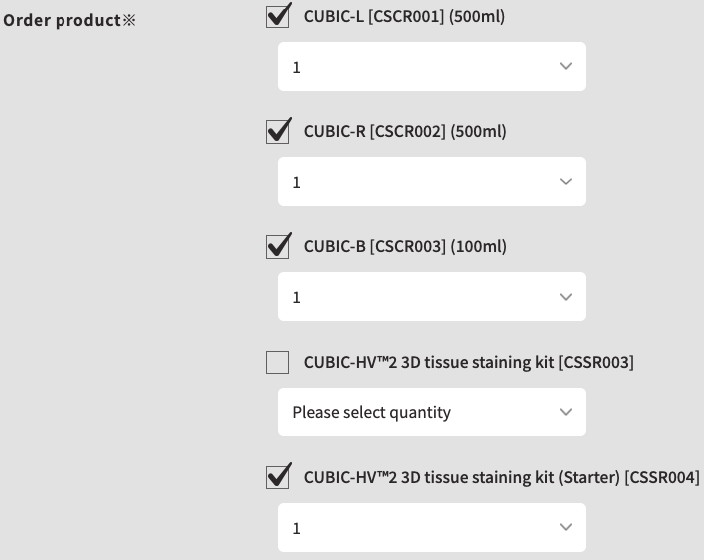 Order product※
CUBIC-L [CSCR001] (500ml)
1
CUBIC-R [CSCR002] (500ml)
1
CUBIC-B [CSCR003] (100ml)
1
CUBIC-HV™2 3D tissue staining kit [CSSR003]
Please select quantity
CUBIC-HV™2 3D tissue staining kit (Starter) [CSSR004]
1